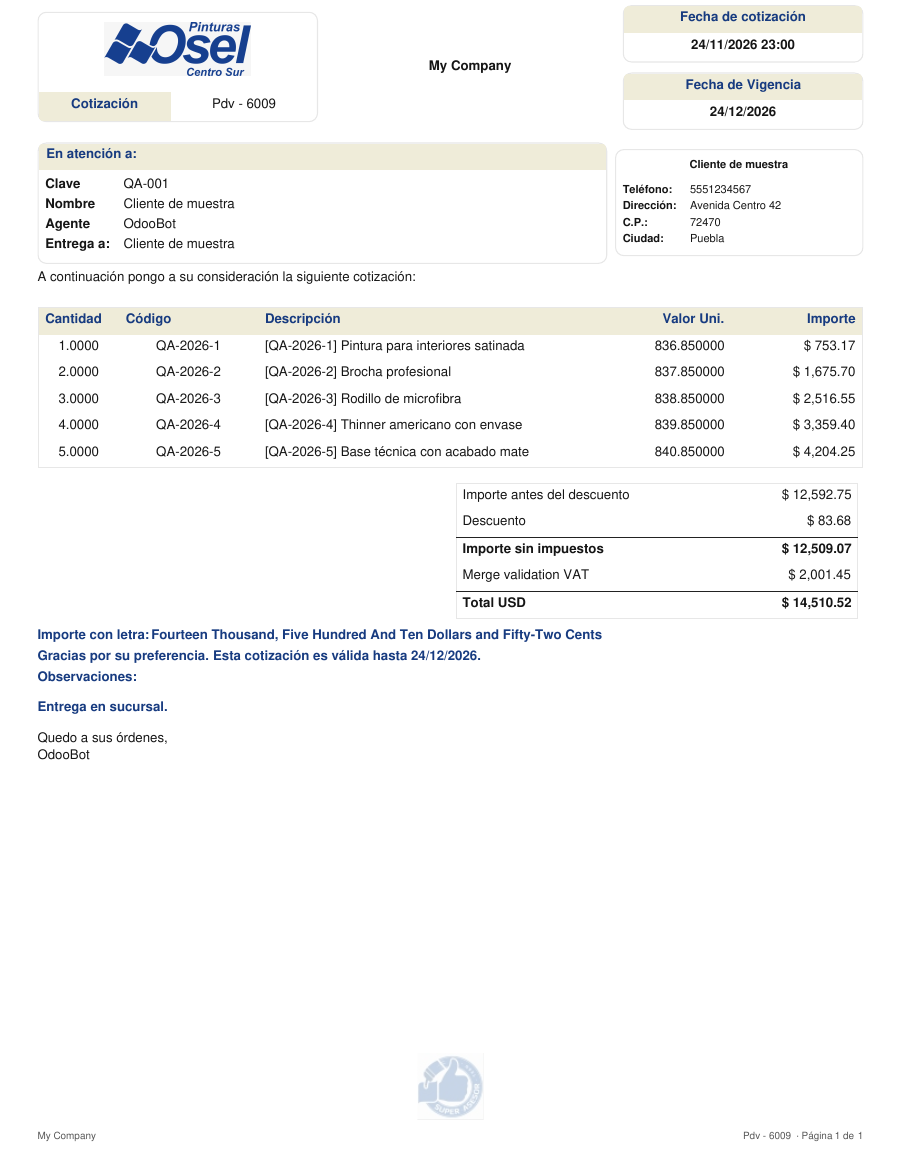 Pinturas
Osel
Centro Sur
Cotización Pdv - 6009
My Company
Fecha de cotización
24/11/2026 23:00
Fecha de Vigencia
24/12/2026
En atención a:
Clave QA-001
Nombre Cliente de muestra
Agente OdooBot
Entrega a: Cliente de muestra
Cliente de muestra
Teléfono: 5551234567
Dirección: Avenida Centro 42
C.P.: 72470
Ciudad: Puebla
A continuación pongo a su consideración la siguiente cotización:
Cantidad Código Descripción Valor Uni. Importe
1.0000 QA-2026-1 [QA-2026-1] Pintura para interiores satinada 836.850000 $ 753.17
2.0000 QA-2026-2 [QA-2026-2] Brocha profesional 837.850000 $ 1,675.70
3.0000 QA-2026-3 [QA-2026-3] Rodillo de microfibra 838.850000 $ 2,516.55
4.0000 QA-2026-4 [QA-2026-4] Thinner americano con envase 839.850000 $ 3,359.40
5.0000 QA-2026-5 [QA-2026-5] Base técnica con acabado mate 840.850000 $ 4,204.25
Importe antes del descuento $ 12,592.75
Descuento $ 83.68
Importe sin impuestos $ 12,509.07
Merge validation VAT $ 2,001.45
Total USD $ 14,510.52
Importe con letra: Fourteen Thousand, Five Hundred And Ten Dollars and Fifty-Two Cents
Gracias por su preferencia. Esta cotización es válida hasta 24/12/2026.
Observaciones:
Entrega en sucursal.
Quedo a sus órdenes,
OdooBot
SUPER ASESOR
My Company Pdv - 6009 · Página 1 de 1